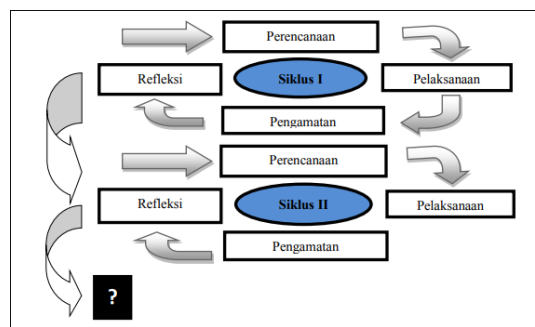 Perencanaan
Refleksi
Siklus I
Pelaksanaan
Pengamatan
Perencanaan
Refleksi
Siklus II
Pelaksanaan
Pengamatan
?